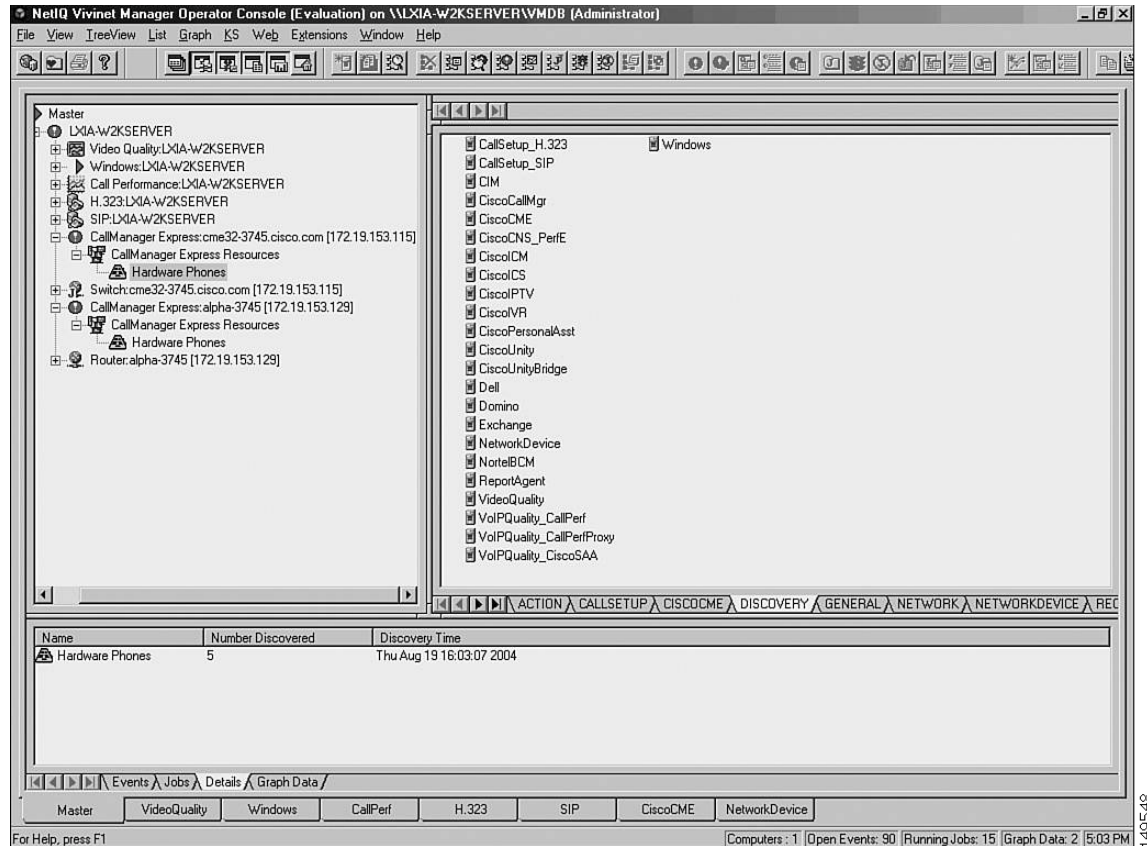 NetIQ Vivinet Manager Operator Console (Evaluation) on \\LXIA-W2KSERVER\VMDB (Administrator)
File View TreeView List Graph KS Web Extensions Window Help
Master
LXIA-W2KSERVER
Video Quality:LXIA-W2KSERVER
Windows:LXIA-W2KSERVER
Call Performance:LXIA-W2KSERVER
H.323:LXIA-W2KSERVER
SIP:LXIA-W2KSERVER
CallManager Express:cme32-3745.cisco.com [172.19.153.115]
CallManager Express Resources
Hardware Phones
Switch:cme32-3745.cisco.com [172.19.153.115]
CallManager Express:alpha-3745 [172.19.153.129]
CallManager Express Resources
Hardware Phones
Router:alpha-3745 [172.19.153.129]
CallSetup_H.323
CallSetup_SIP
CIM
CiscoCallMgr
CiscoCME
CiscoCNS_PerfE
CiscoICM
CiscoICS
CiscoIPTV
CiscoIVR
CiscoPersonalAsst
CiscoUnity
CiscoUnityBridge
Dell
Domino
Exchange
NetworkDevice
NortelBCM
ReportAgent
VideoQuality
VoIPQuality_CallPerf
VoIPQuality_CallPerfProxy
VoIPQuality_CiscoSAA
Windows
ACTION CALLSETUP CISCOCME DISCOVERY GENERAL NETWORK NETWORKDEVICE REC
Name Number Discovered Discovery Time
Hardware Phones 5 Thu Aug 19 16:03:07 2004
Events Jobs Details Graph Data
Master VideoQuality Windows CallPerf H.323 SIP CiscoCME NetworkDevice
For Help, press F1 Computers : 1 Open Events: 90 Running Jobs: 15 Graph Data: 2 5:03 PM
149548